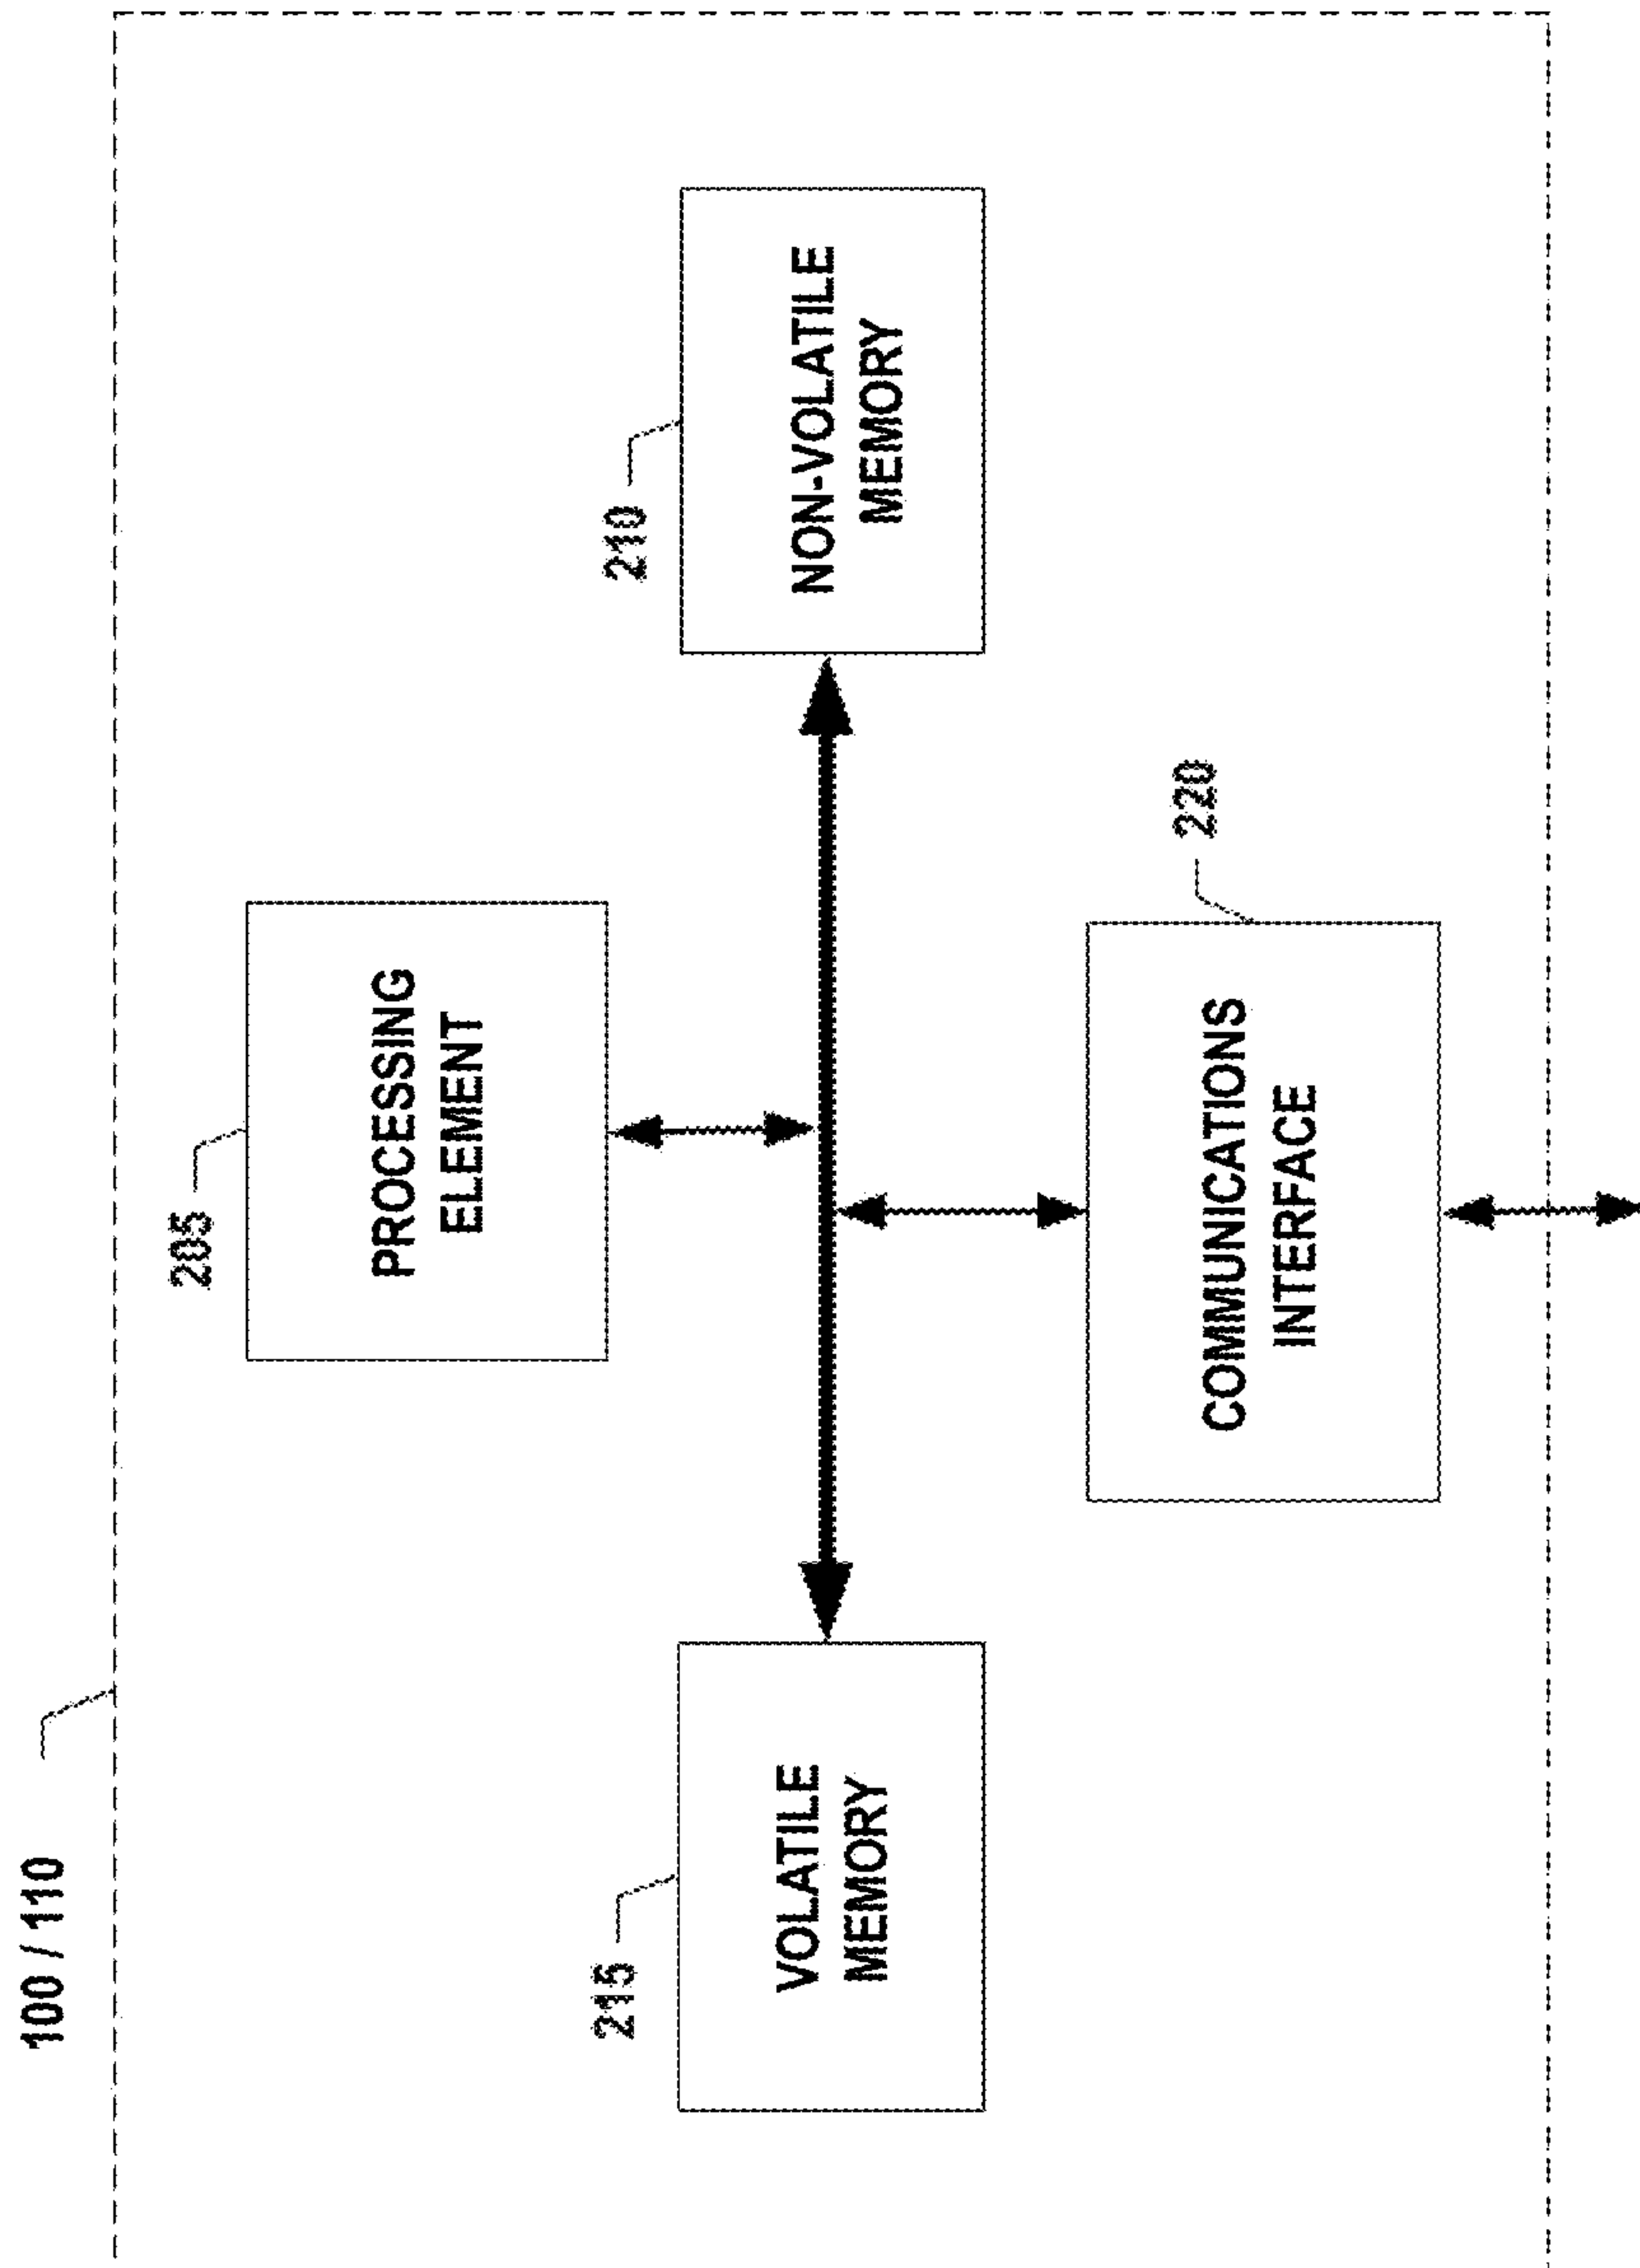 100 / 110
205
PROCESSING
ELEMENT
215
VOLATILE
MEMORY
210
NON-VOLATILE
MEMORY
220
COMMUNICATIONS
INTERFACE